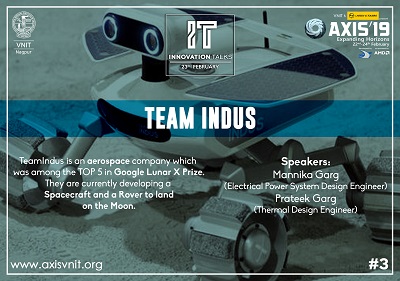 VNIT
Nagpur
IT
INNOVATION TALKS
23RD FEBRUARY
AXIS'19
Expanding Horizons
22nd-24th February
AMD
TEAM INDUS
TeamIndus is an aerospace company which
was among the TOP 5 in Google Lunar X Prize.
They are currently developing a
Spacecraft and a Rover to land
on the Moon.
Speakers:
Mannika Garg
(Electrical Power System Design Engineer)
Prateek Garg
(Thermal Design Engineer)
www.axisvnit.org
#3